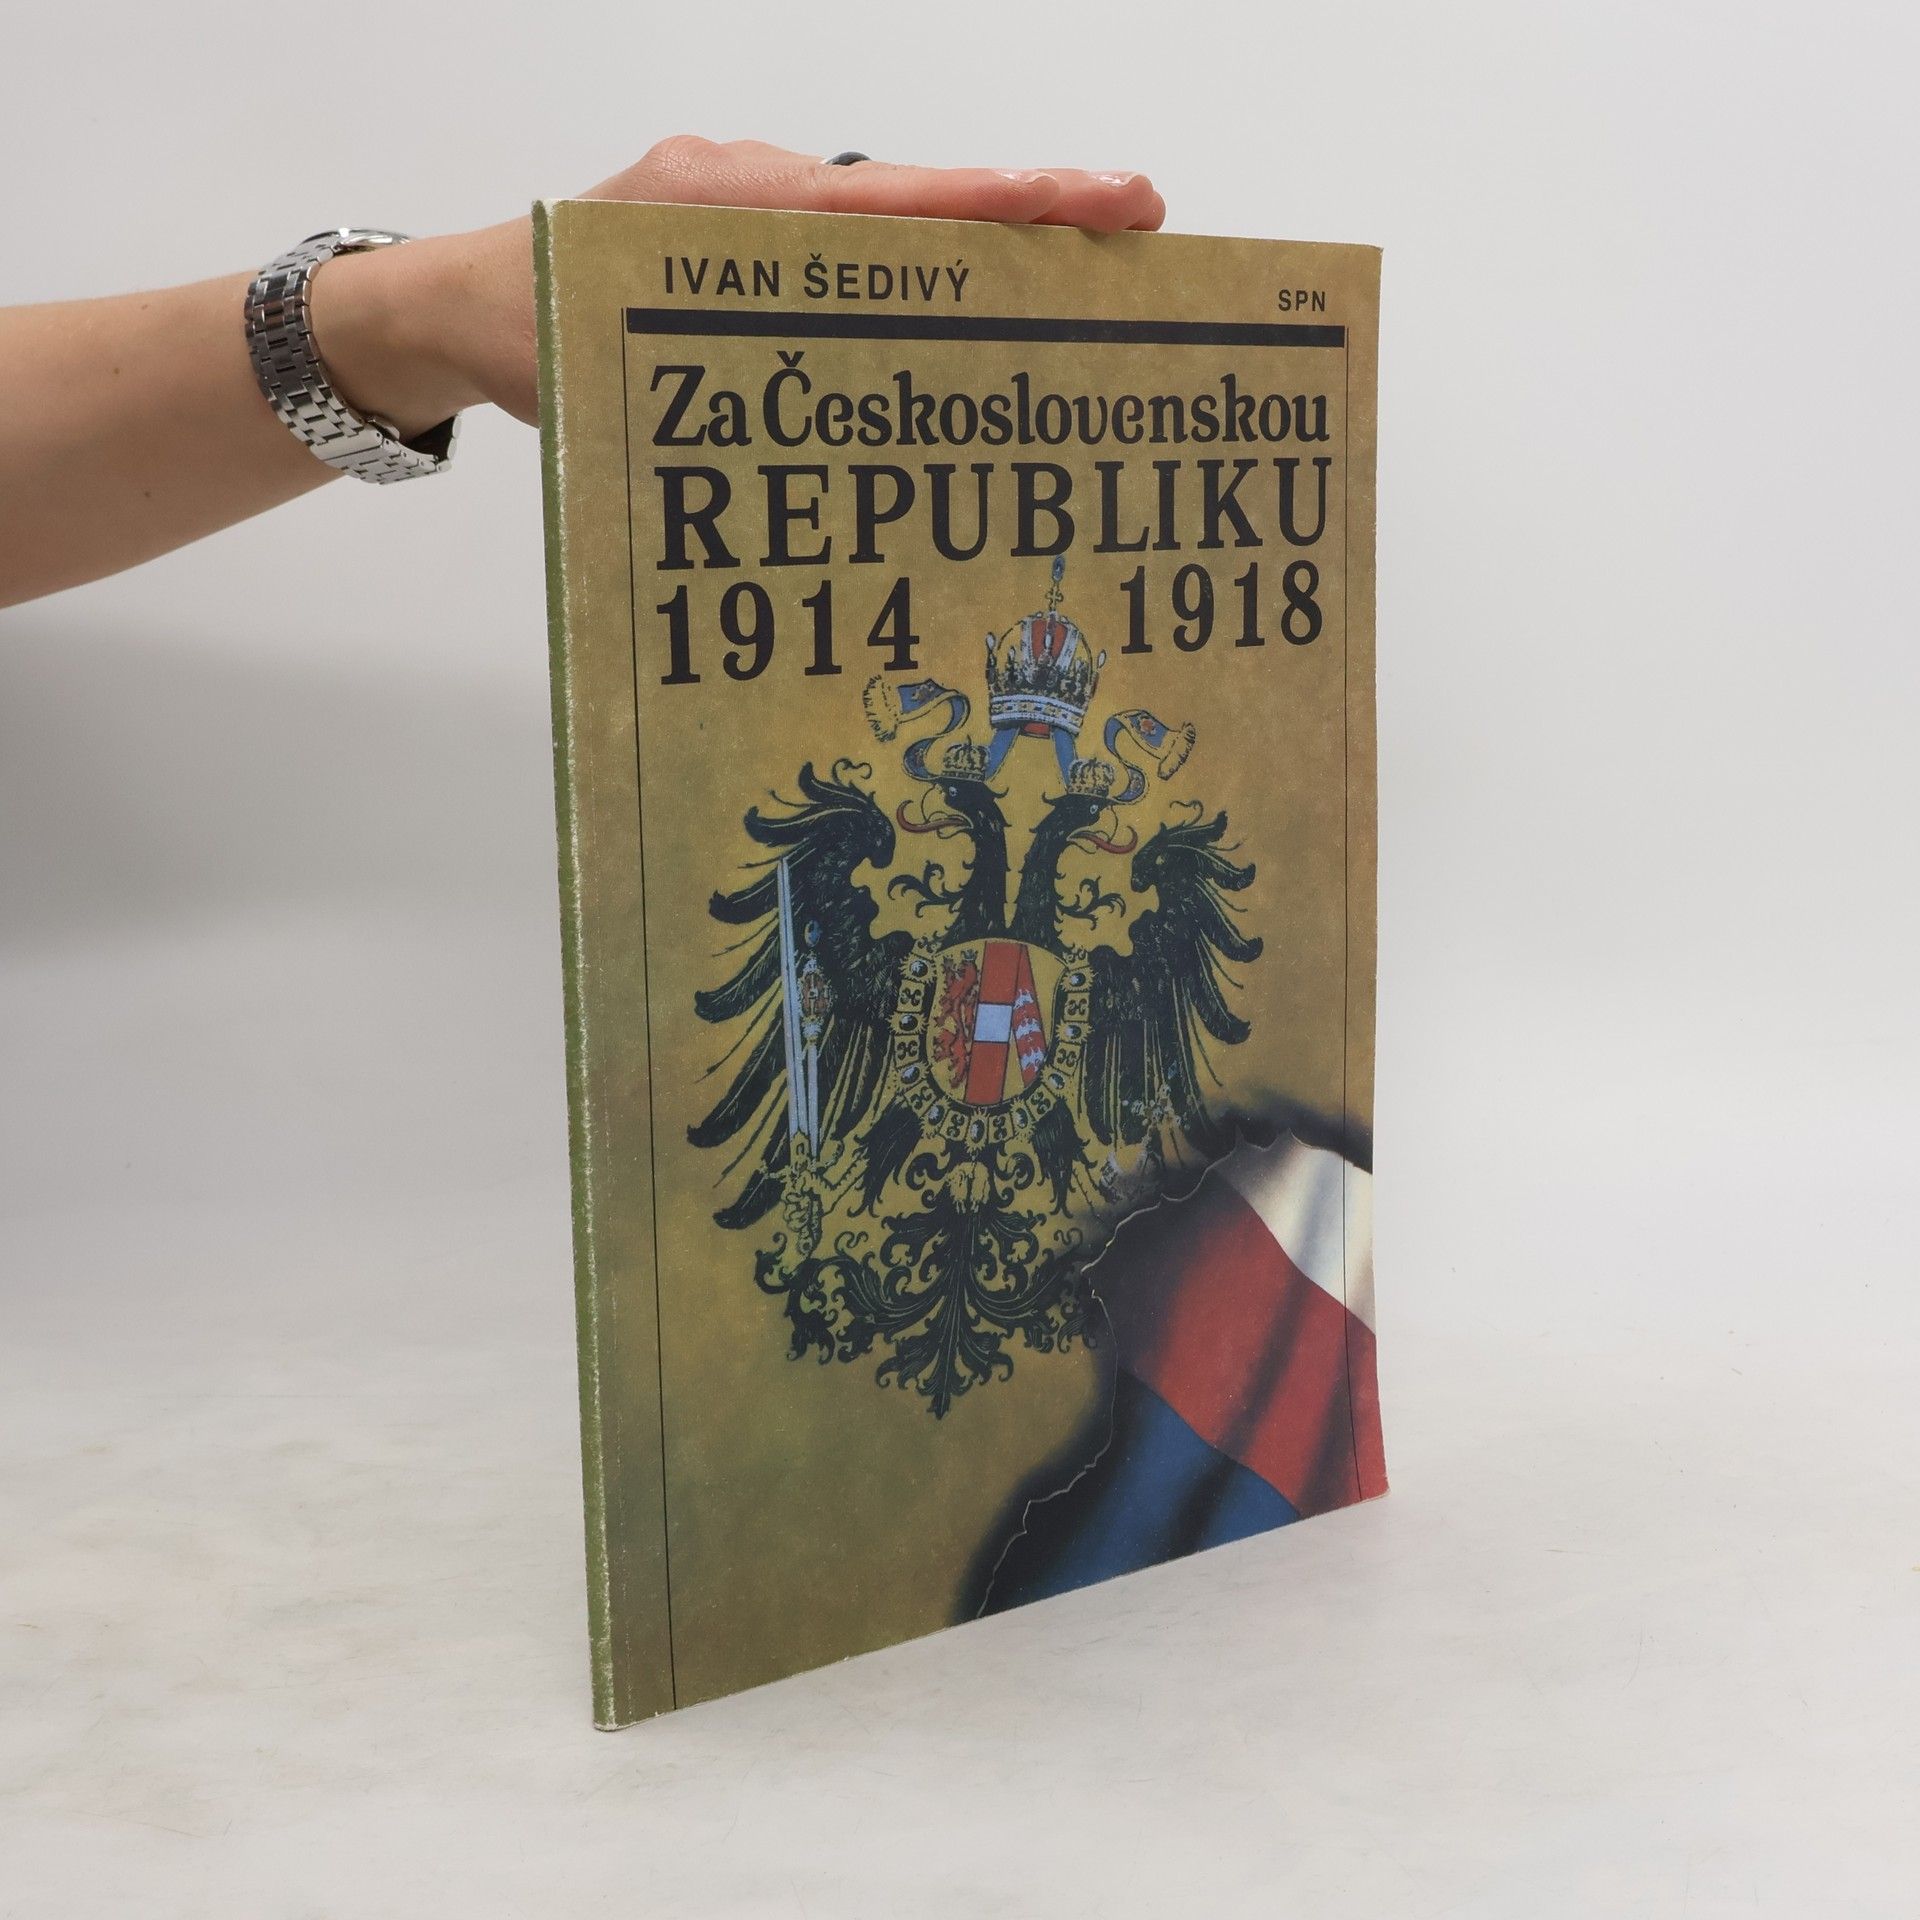 IVAN ŠEDIVÝ
SPN
Za Československou
REPUBLIKU
1914 1918